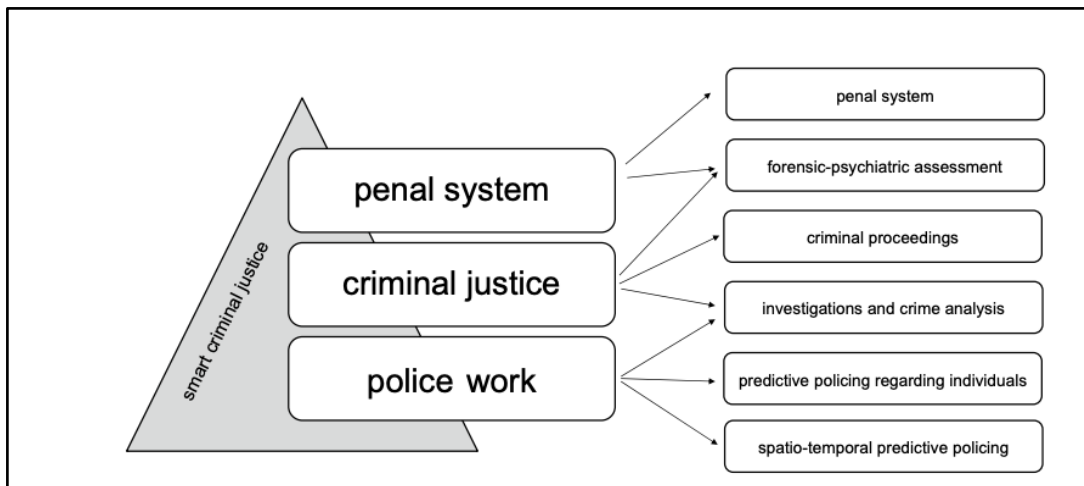 smart criminal justice
penal system
criminal justice
police work
penal system
forensic-psychiatric assessment
criminal proceedings
investigations and crime analysis
predictive policing regarding individuals
spatio-temporal predictive policing